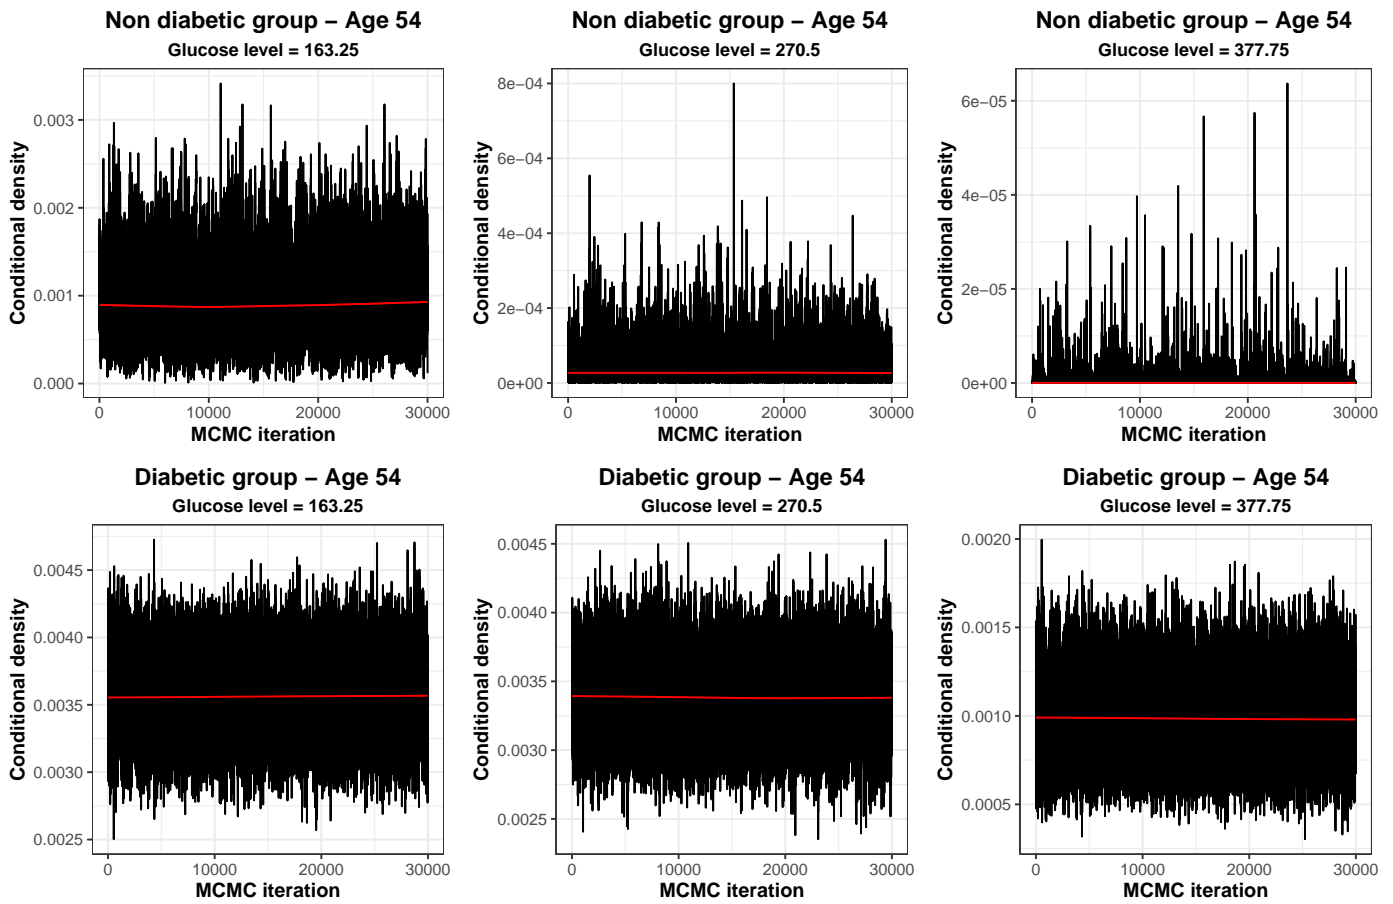 Non diabetic group – Age 54
Glucose level = 163.25
Conditional density
0.003
0.002
0.001
0.000
0 10000 20000 30000
MCMC iteration
Non diabetic group – Age 54
Glucose level = 270.5
Conditional density
8e−04
6e−04
4e−04
2e−04
0e+00
0 10000 20000 30000
MCMC iteration
Non diabetic group – Age 54
Glucose level = 377.75
Conditional density
6e−05
4e−05
2e−05
0e+00
0 10000 20000 30000
MCMC iteration
Diabetic group – Age 54
Glucose level = 163.25
Conditional density
0.0045
0.0040
0.0035
0.0030
0.0025
0 10000 20000 30000
MCMC iteration
Diabetic group – Age 54
Glucose level = 270.5
Conditional density
0.0045
0.0040
0.0035
0.0030
0.0025
0 10000 20000 30000
MCMC iteration
Diabetic group – Age 54
Glucose level = 377.75
Conditional density
0.0020
0.0015
0.0010
0.0005
0 10000 20000 30000
MCMC iteration